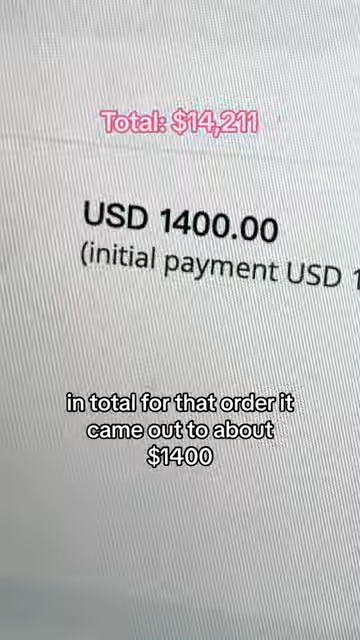 Total: $14,211
USD 1400.00
(initial payment USD 1
in total for that order it
came out to about
$1400